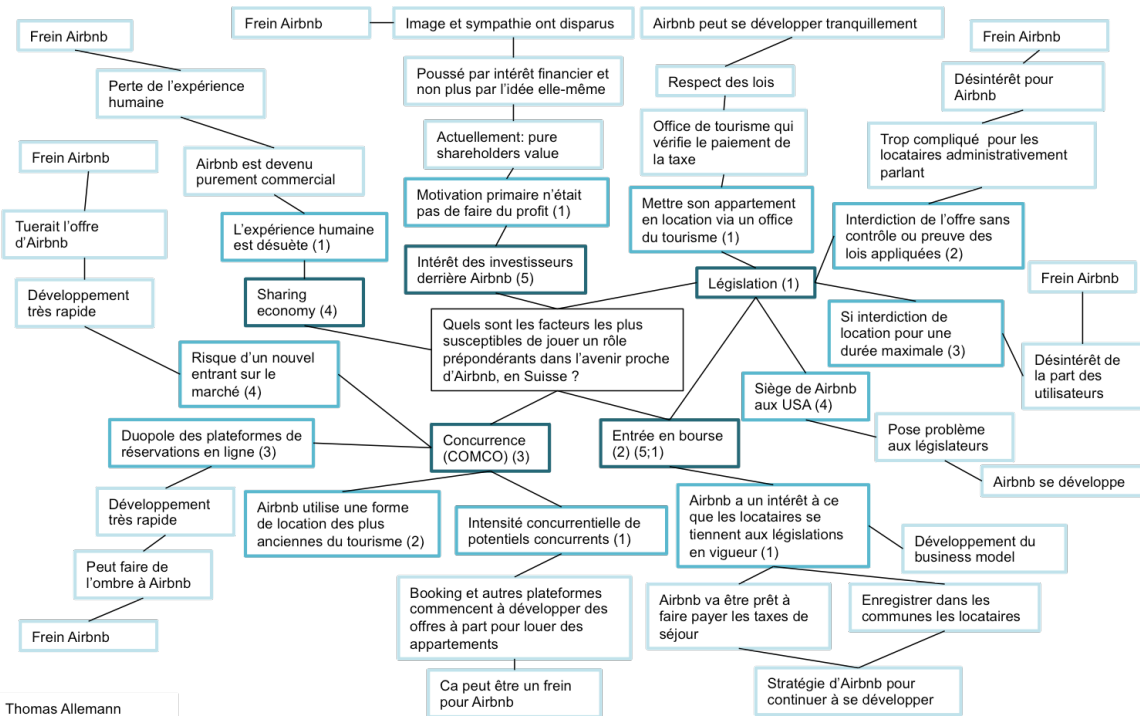 Frein Airbnb
Image et sympathie ont disparus
Airbnb peut se développer tranquillement
Frein Airbnb
Frein Airbnb
Perte de l'expérience
humaine
Poussé par intérêt financier et
non plus par l'idée elle-même
Respect des lois
Désintérêt pour
Airbnb
Frein Airbnb
Airbnb est devenu
purement commercial
Actuellement: pure
shareholders value
Office de tourisme qui
vérifie le paiement de
la taxe
Trop compliqué pour les
locataires administrativement
parlant
Tuerait l'offre
d'Airbnb
L'expérience humaine
est désuète (1)
Motivation primaire n'était
pas de faire du profit (1)
Mettre son appartement
en location via un office
du tourisme (1)
Interdiction de l'offre sans
contrôle ou preuve des
lois appliquées (2)
Développement
très rapide
Sharing
economy (4)
Intérêt des investisseurs
derrière Airbnb (5)
Législation (1)
Frein Airbnb
Risque d'un nouvel
entrant sur le
marché (4)
Quels sont les facteurs les plus
susceptibles de jouer un rôle
prépondérants dans l'avenir proche
d'Airbnb, en Suisse ?
Si interdiction de
location pour une
durée maximale (3)
Désintérêt de
la part des
utilisateurs
Siège de Airbnb
aux USA (4)
Duopole des plateformes de
réservations en ligne (3)
Concurrence
(COMCO) (3)
Entrée en bourse
(2) (5;1)
Pose problème
aux législateurs
Airbnb se développe
Développement
très rapide
Airbnb utilise une forme
de location des plus
anciennes du tourisme (2)
Intensité concurrentielle de
potentiels concurrents (1)
Airbnb a un intérêt à ce
que les locataires se
tiennent aux législations
en vigueur (1)
Développement du
business model
Peut faire de
l'ombre à Airbnb
Booking et autres plateformes
commencent à développer des
offres à part pour louer des
appartements
Airbnb va être prêt à
faire payer les taxes de
séjour
Enregistrer dans les
communes les locataires
Frein Airbnb
Ca peut être un frein
pour Airbnb
Stratégie d'Airbnb pour
continuer à se développer
Thomas Allemann